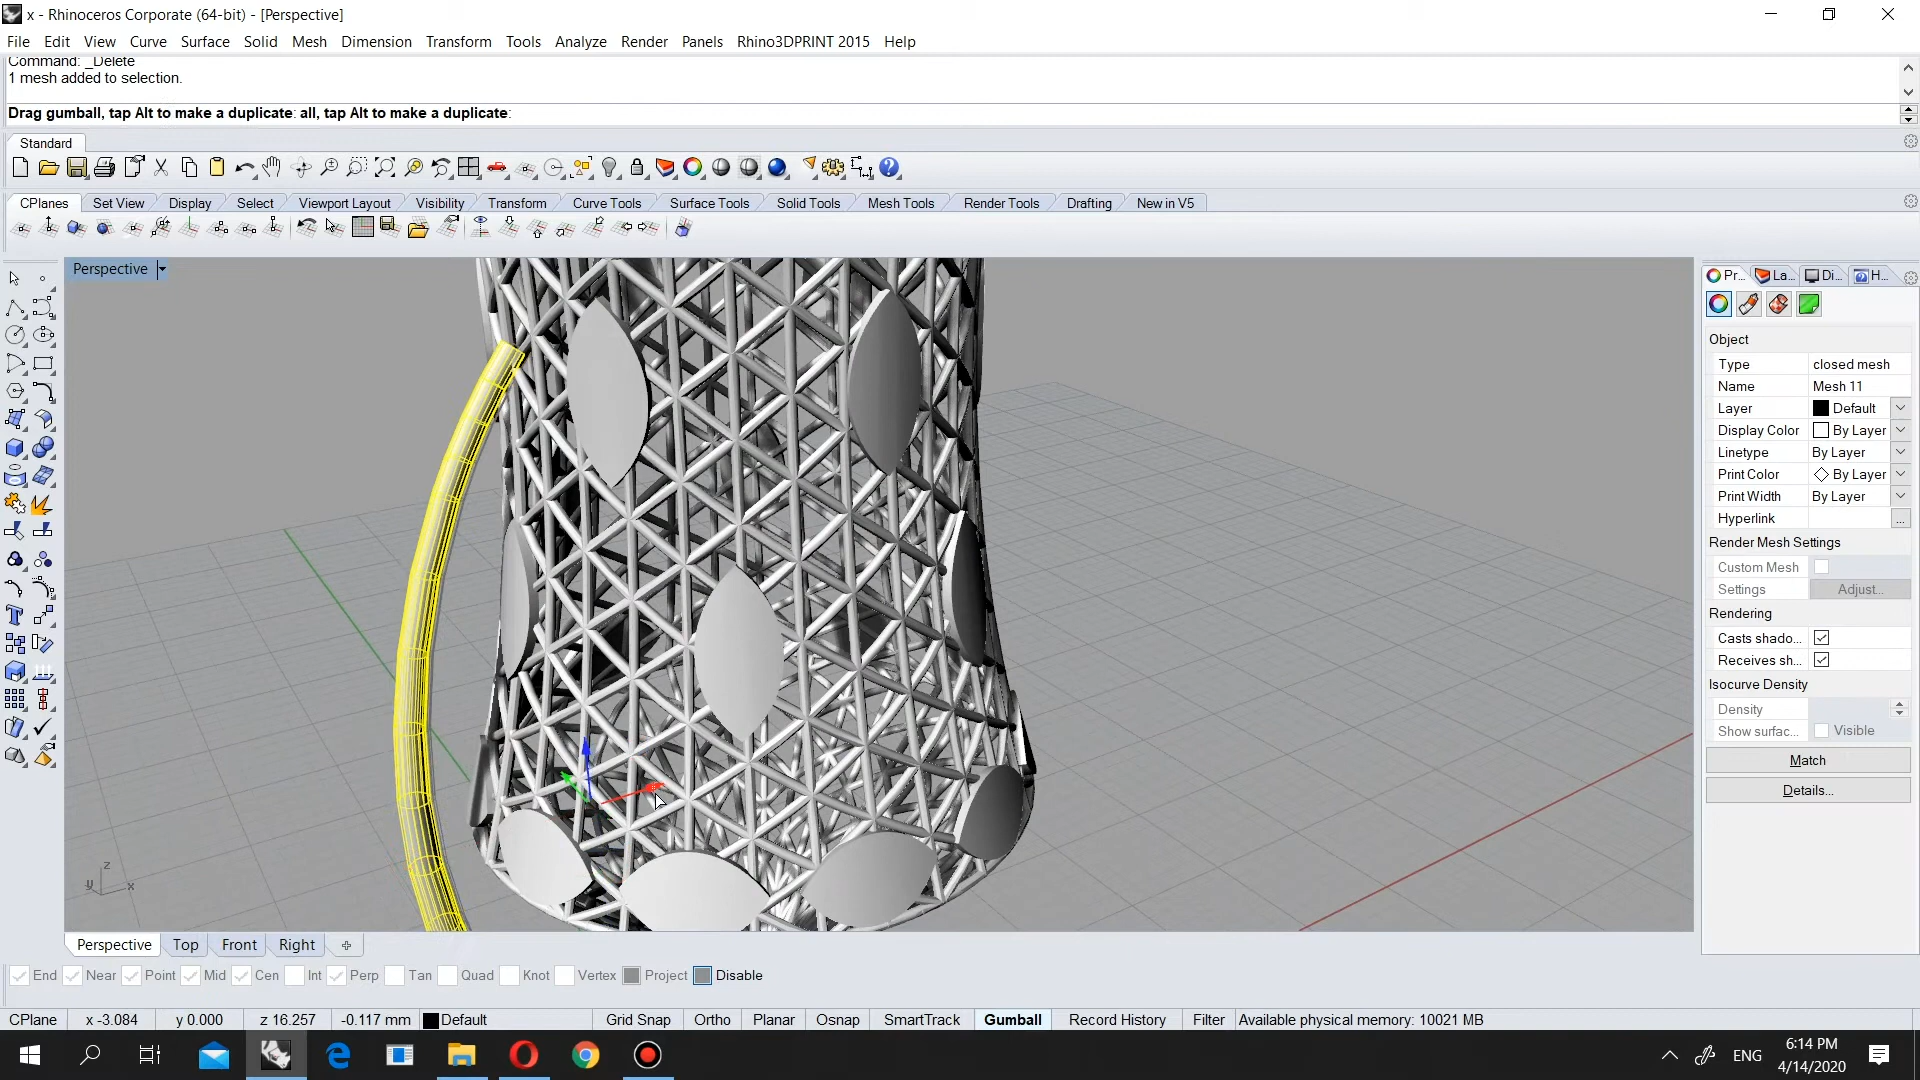 x - Rhinoceros Corporate (64-bit) - [Perspective]
File Edit View Curve Surface Solid Mesh Dimension Transform Tools Analyze Render Panels Rhino3DPRINT 2015 Help
Command: _Delete
1 mesh added to selection.
Drag gumball, tap Alt to make a duplicate: all, tap Alt to make a duplicate:
Standard
CPlanes Set View Display Select Viewport Layout Visibility Transform Curve Tools Surface Tools Solid Tools Mesh Tools Render Tools Drafting New in V5
Perspective
Pr... La... Di... H...
Object
Type closed mesh
Name Mesh 11
Layer Default
Display Color By Layer
Linetype By Layer
Print Color By Layer
Print Width By Layer
Hyperlink ...
Render Mesh Settings
Custom Mesh
Settings Adjust...
Rendering
Casts shado...
Receives sh...
Isocurve Density
Density
Show surfac... Visible
Match
Details...
z
y x
Perspective Top Front Right
End Near Point Mid Cen Int Perp Tan Quad Knot Vertex Project Disable
CPlane x -3.084 y 0.000 z 16.257 -0.117 mm Default Grid Snap Ortho Planar Osnap SmartTrack Gumball Record History Filter Available physical memory: 10021 MB
ENG
6:14 PM
4/14/2020